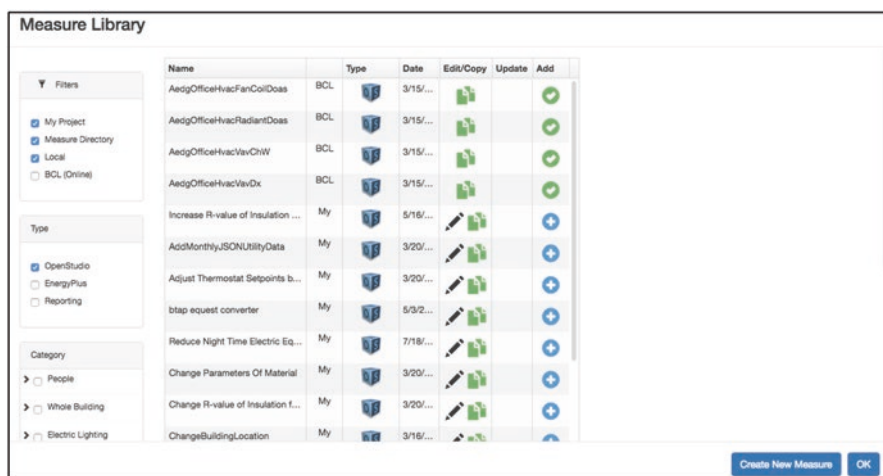 Measure Library
Filters
My Project
Measure Directory
Local
BCL (Online)
Type
OpenStudio
EnergyPlus
Reporting
Category
People
Whole Building
Electric Lighting
Name Type Date Edit/Copy Update Add
AedgOfficeHvacFanCoilDoas BCL 3/15/...
AedgOfficeHvacRadiantDoas BCL 3/15/...
AedgOfficeHvacVavChW BCL 3/15/...
AedgOfficeHvacVavDx BCL 3/15/...
Increase R-value of Insulation ... My 5/16/...
AddMonthlyJSONUtilityData My 3/20/...
Adjust Thermostat Setpoints b... My 3/20/...
btap equest converter My 5/3/2...
Reduce Night Time Electric Eq... My 7/18/...
Change Parameters Of Material My 3/20/...
Change R-value of Insulation f... My 3/20/...
ChangeBuildingLocation My 3/16/...
Create New Measure OK